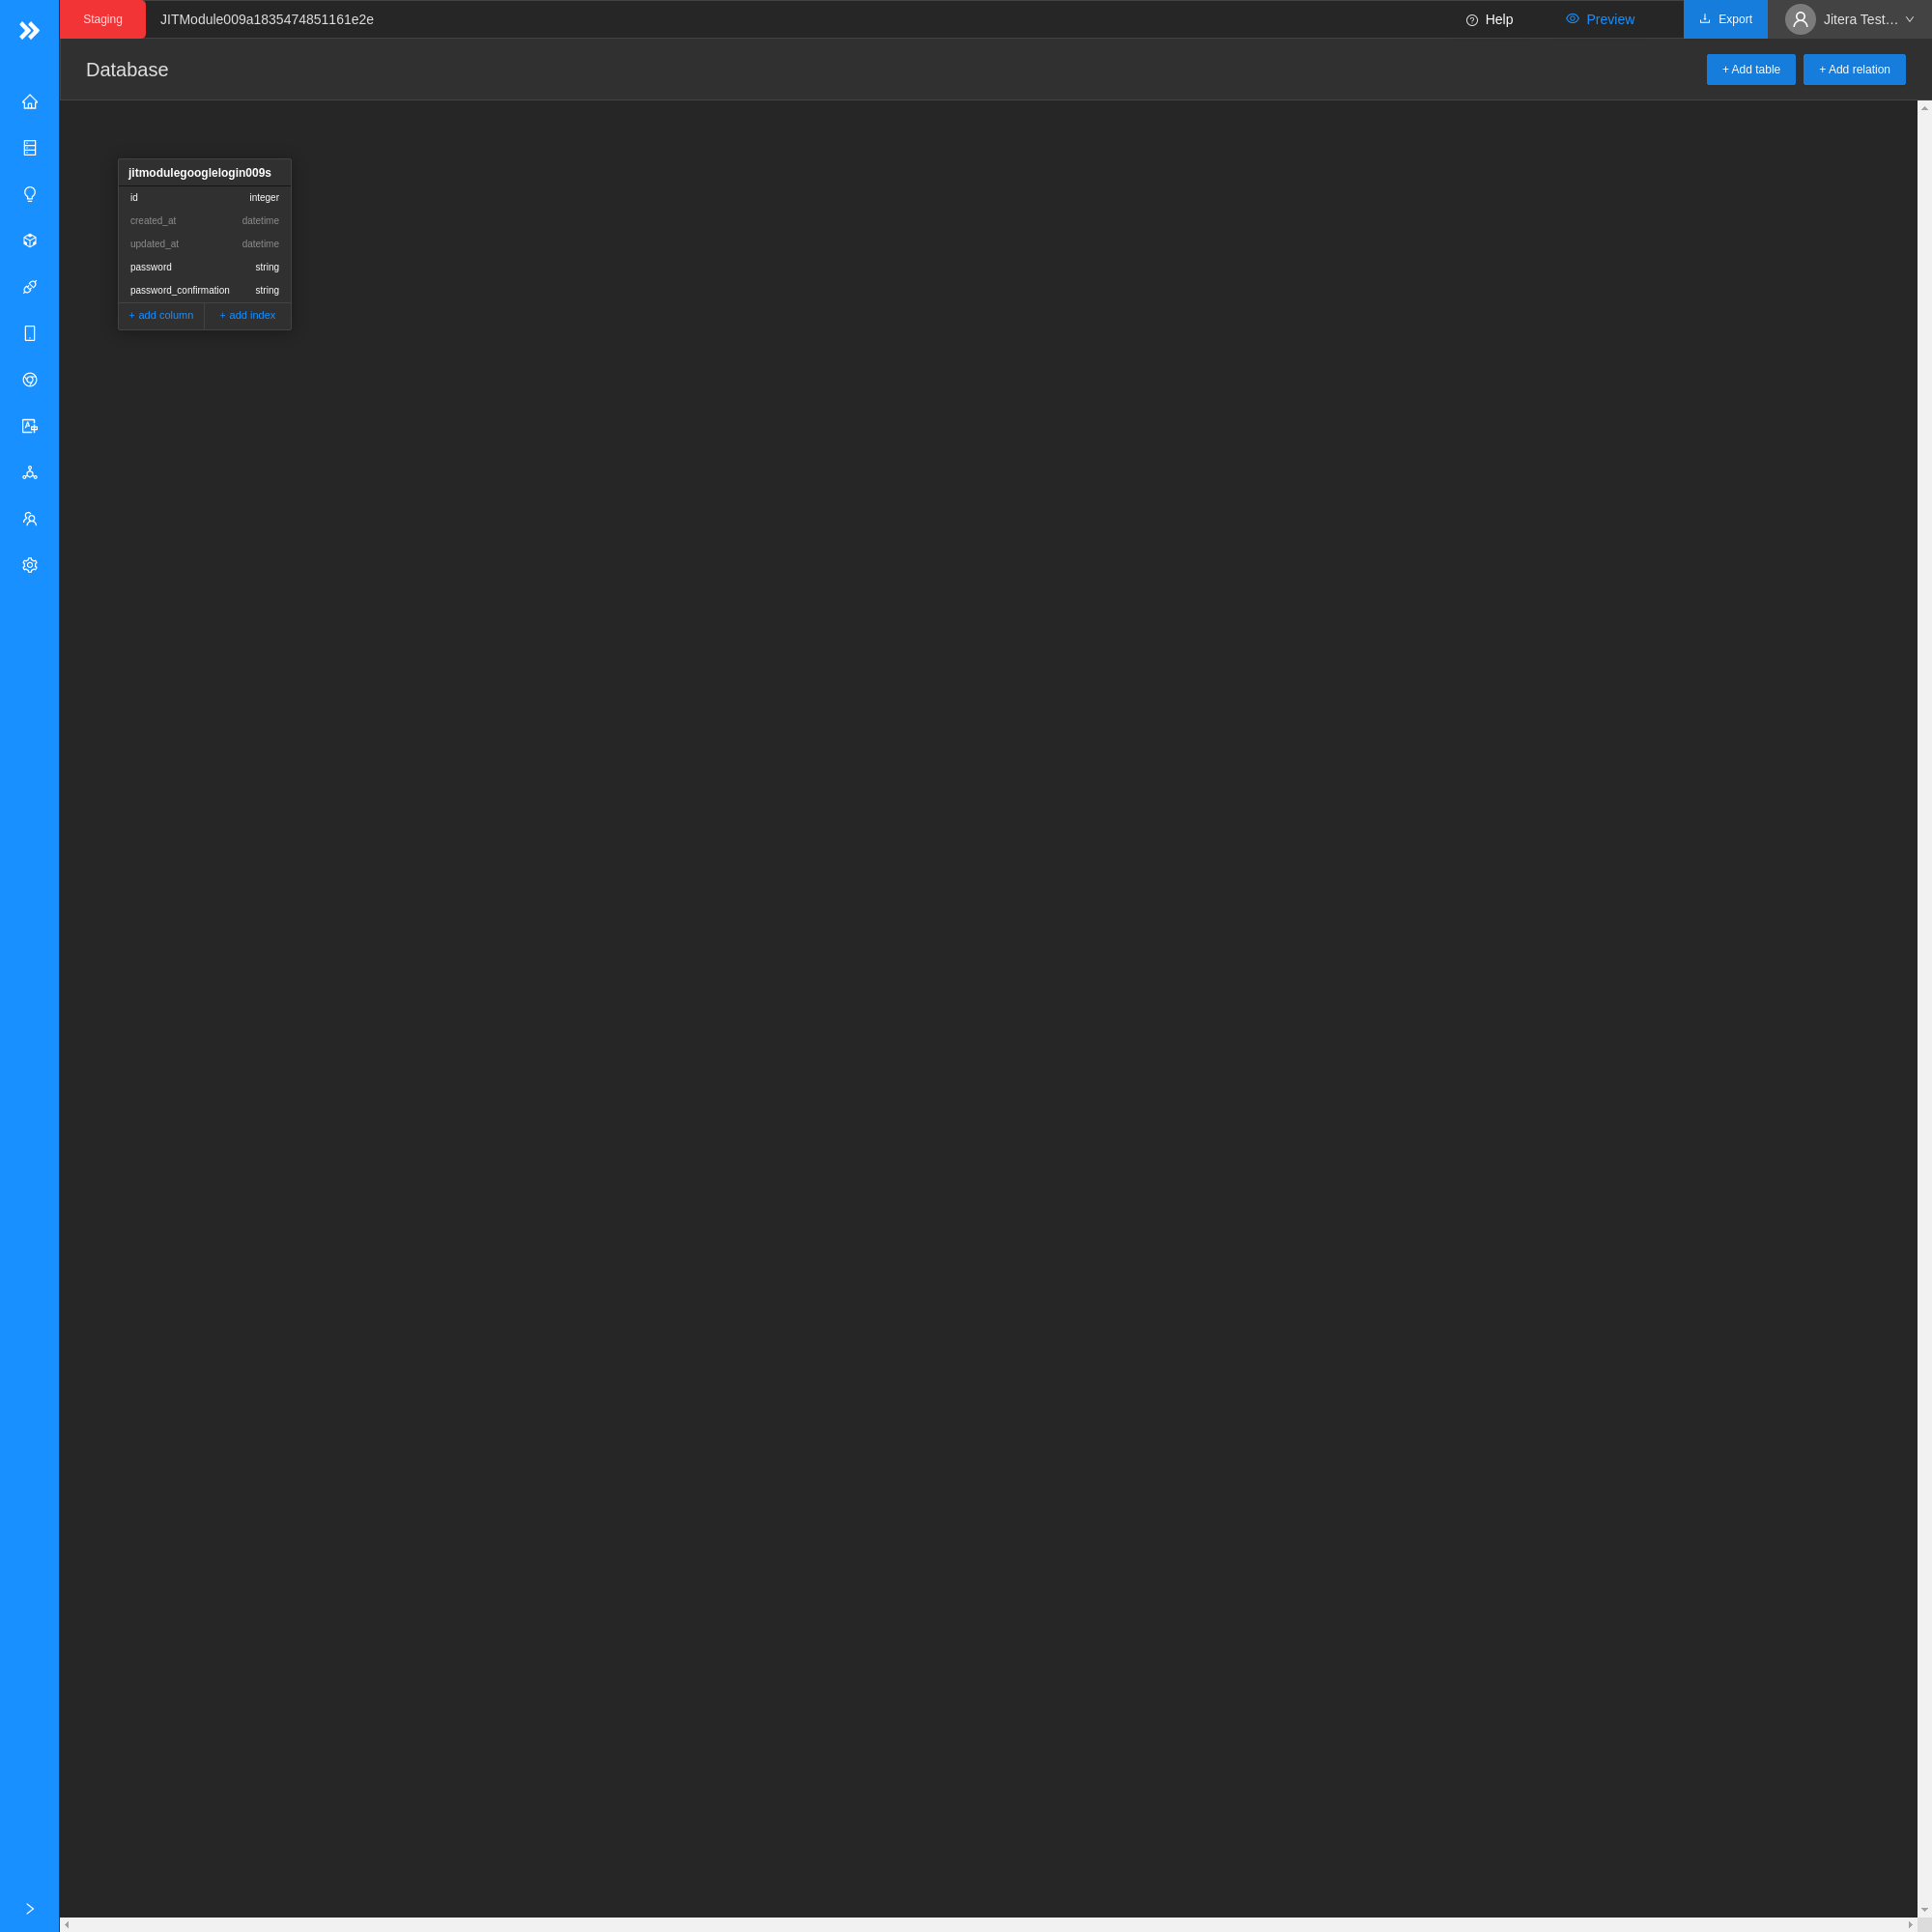 Staging JITModule009a1835474851161e2e Help Preview Export Jitera Test…
Database + Add table + Add relation
jitmodulegooglelogin009s
id integer
created_at datetime
updated_at datetime
password string
password_confirmation string
+ add column + add index